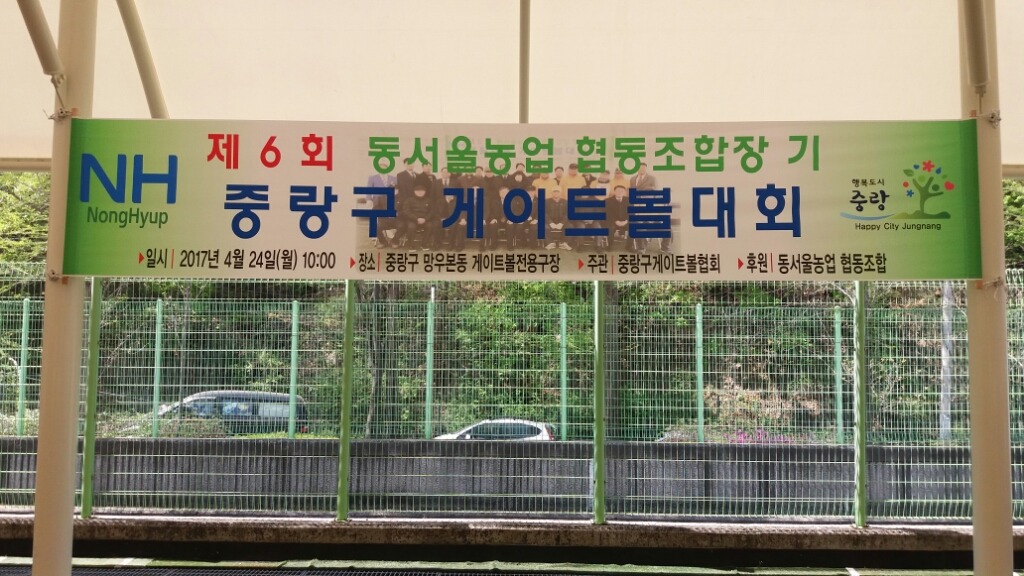 제 6 회 동서울농업 협동조합장 기
NH
NongHyup
중랑구 게이트볼대회
행복도시
중랑
Happy City Jungnang
▶일시| 2017년 4월 24일(월) 10:00 ▶장소| 중랑구 망우본동 게이트볼전용구장 ▶주관| 중랑구게이트볼협회 ▶후원| 동서울농업 협동조합